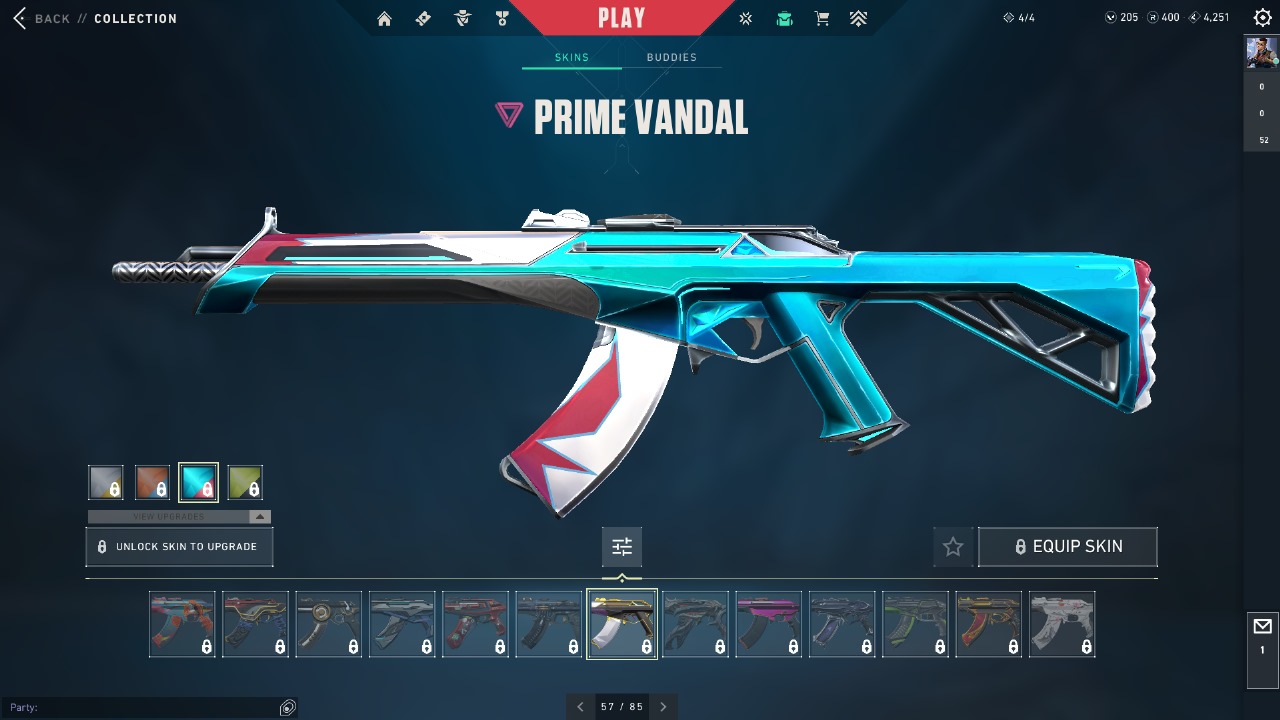 BACK // COLLECTION
PLAY
4/4
205
400
4,251
SKINS
BUDDIES
PRIME VANDAL
0
0
52
VIEW UPGRADES
UNLOCK SKIN TO UPGRADE
EQUIP SKIN
1
Party:
57 / 85